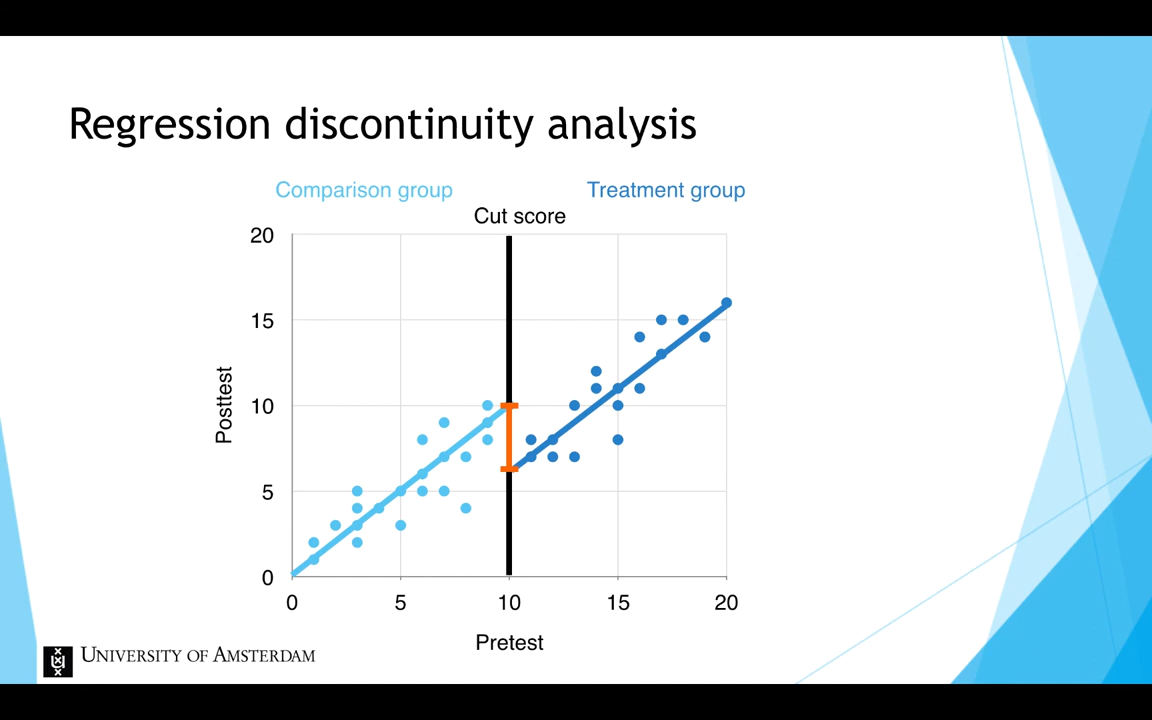 Regression discontinuity analysis
Comparison group
Treatment group
Cut score
20
15
10
5
0
Posttest
0 5 10 15 20
Pretest
UNIVERSITY OF AMSTERDAM